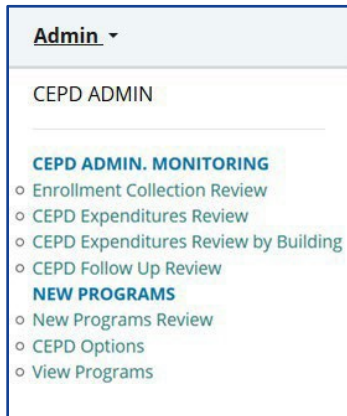 Admin
CEPD ADMIN
CEPD ADMIN. MONITORING
Enrollment Collection Review
CEPD Expenditures Review
CEPD Expenditures Review by Building
CEPD Follow Up Review
NEW PROGRAMS
New Programs Review
CEPD Options
View Programs